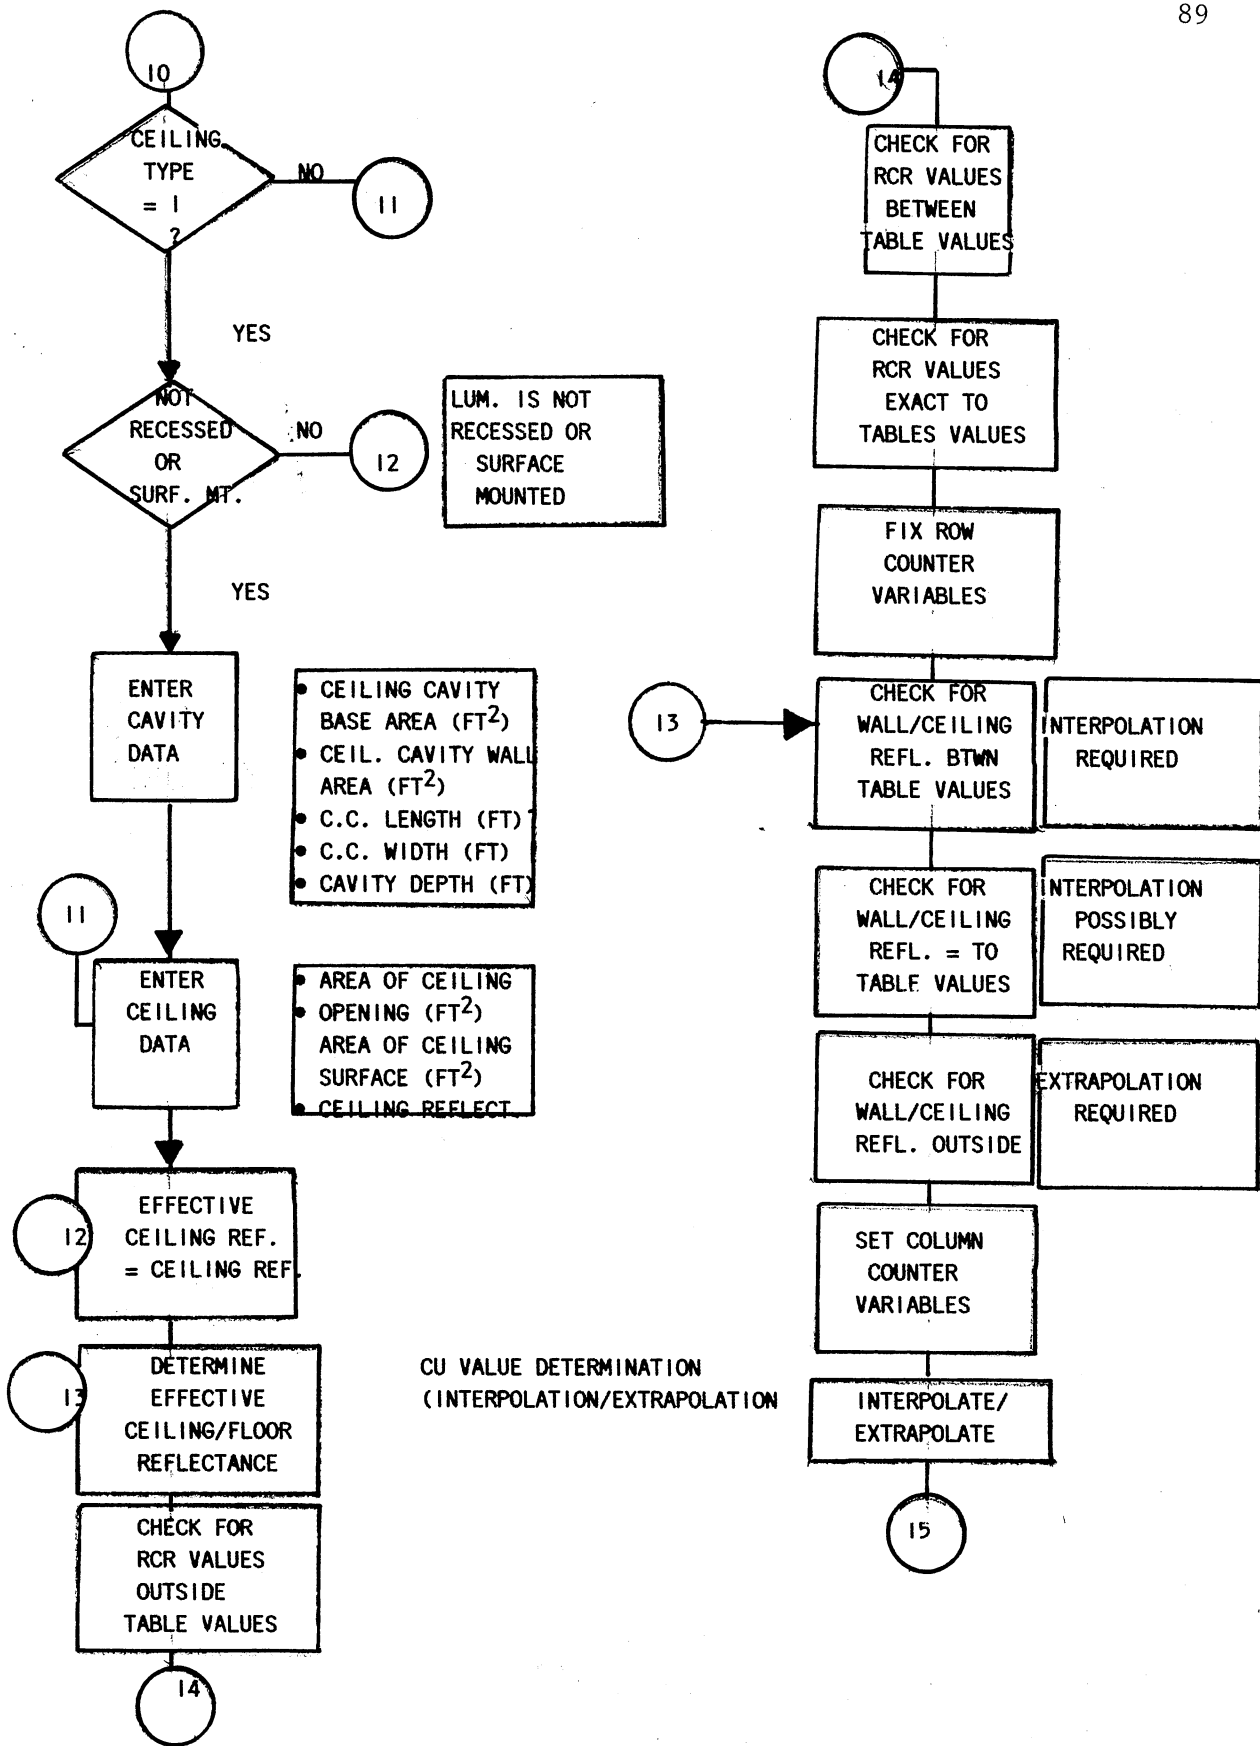 89
10
CEILING
TYPE
= 1
?
NO
11
YES
NOT
RECESSED
OR
SURF. MT.
NO
12
LUM. IS NOT
RECESSED OR
SURFACE
MOUNTED
YES
ENTER
CAVITY
DATA
• CEILING CAVITY
BASE AREA (FT²)
• CEIL. CAVITY WALL
AREA (FT²)
• C.C. LENGTH (FT)
• C.C. WIDTH (FT)
• CAVITY DEPTH (FT)
11
ENTER
CEILING
DATA
• AREA OF CEILING
• OPENING (FT²)
AREA OF CEILING
SURFACE (FT²)
• CEILING REFLECT.
12
EFFECTIVE
CEILING REF.
= CEILING REF.
13
DETERMINE
EFFECTIVE
CEILING/FLOOR
REFLECTANCE
CU VALUE DETERMINATION
(INTERPOLATION/EXTRAPOLATION
CHECK FOR
RCR VALUES
OUTSIDE
TABLE VALUES
14
14
CHECK FOR
RCR VALUES
BETWEEN
TABLE VALUES
CHECK FOR
RCR VALUES
EXACT TO
TABLES VALUES
FIX ROW
COUNTER
VARIABLES
13
CHECK FOR
WALL/CEILING
REFL. BTWN
TABLE VALUES
INTERPOLATION
REQUIRED
CHECK FOR
WALL/CEILING
REFL. = TO
TABLE VALUES
INTERPOLATION
POSSIBLY
REQUIRED
CHECK FOR
WALL/CEILING
REFL. OUTSIDE
EXTRAPOLATION
REQUIRED
SET COLUMN
COUNTER
VARIABLES
INTERPOLATE/
EXTRAPOLATE
15